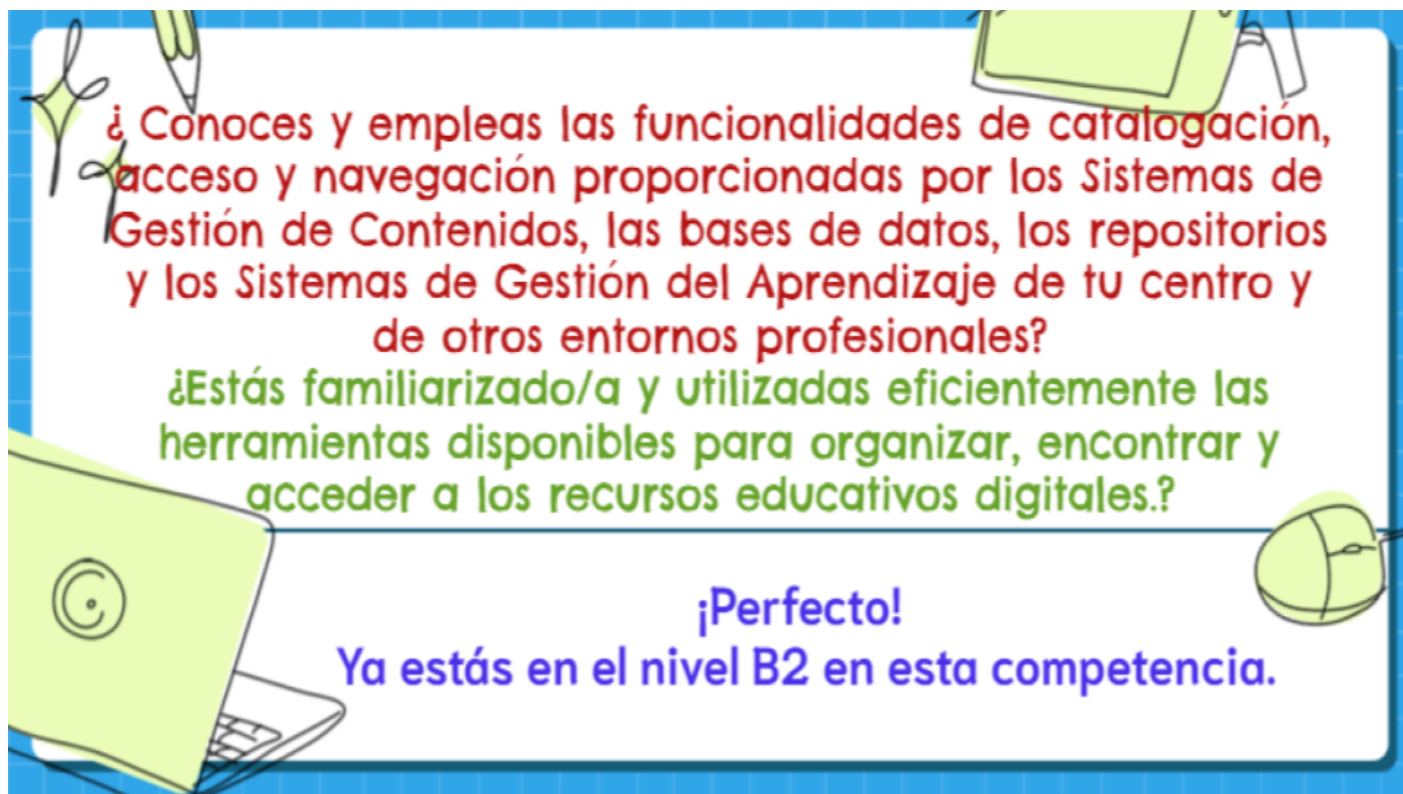 ¿ Conoces y empleas las funcionalidades de catalogación,
acceso y navegación proporcionadas por los Sistemas de
Gestión de Contenidos, las bases de datos, los repositorios
y los Sistemas de Gestión del Aprendizaje de tu centro y
de otros entornos profesionales?
¿Estás familiarizado/a y utilizadas eficientemente las
herramientas disponibles para organizar, encontrar y
acceder a los recursos educativos digitales.?
¡Perfecto!
Ya estás en el nivel B2 en esta competencia.